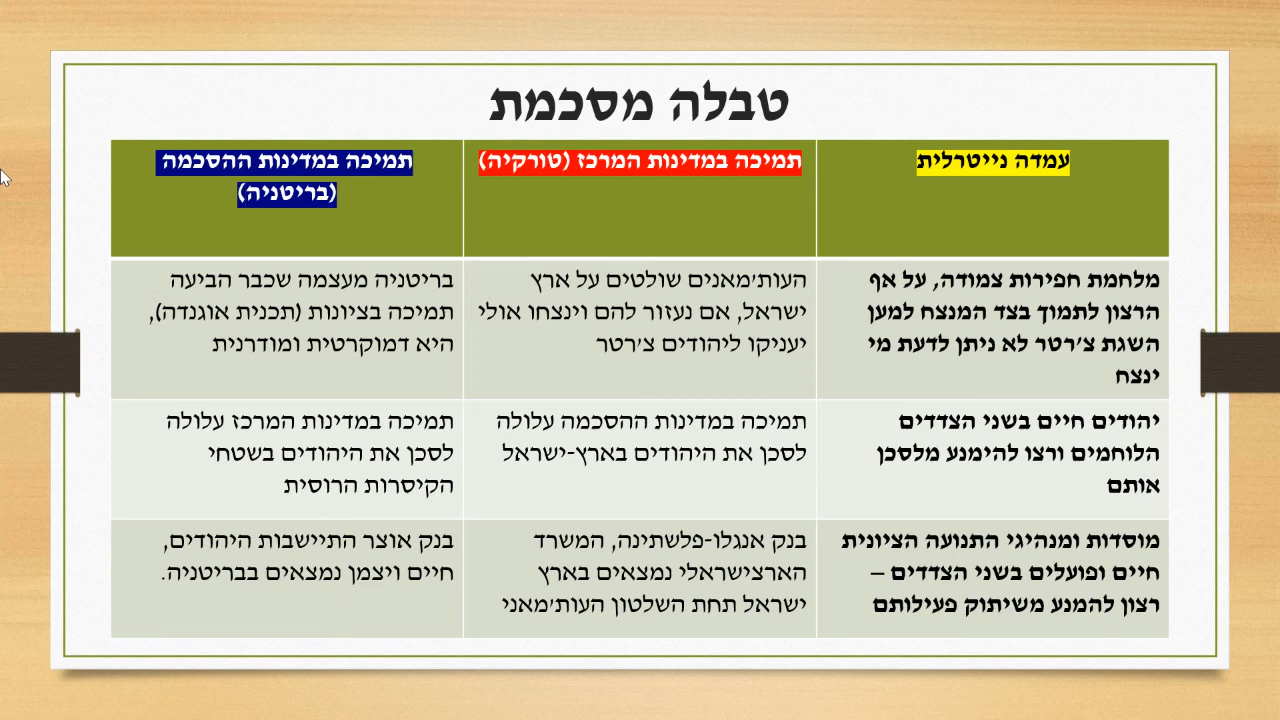 טבלה מסכמת
עמדה נייטרלית
תמיכה במדינות המרכז (טורקיה)
תמיכה במדינות ההסכמה
(בריטניה)
מלחמת חפירות צמודה, על אף
הרצון לתמוך בצד המנצח למען
השגת צ'רטר לא ניתן לדעת מי
ינצח
העות'מאנים שולטים על ארץ
ישראל, אם נעזור להם וינצחו אולי
יעניקו ליהודים צ'רטר
בריטניה מעצמה שכבר הביעה
תמיכה בציונות (תכנית אוגנדה),
היא דמוקרטית ומודרנית
יהודים חיים בשני הצדדים
הלוחמים ורצו להימנע מלסכן
אותם
תמיכה במדינות ההסכמה עלולה
לסכן את היהודים בארץ-ישראל
תמיכה במדינות המרכז עלולה
לסכן את היהודים בשטחי
הקיסרות הרוסית
מוסדות ומנהיגי התנועה הציונית
חיים ופועלים בשני הצדדים –
רצון להמנע משיתוק פעילותם
בנק אנגלו-פלשתינה, המשרד
הארצישראלי נמצאים בארץ
ישראל תחת השלטון העות'מאני
בנק אוצר התיישבות היהודים,
חיים ויצמן נמצאים בבריטניה.